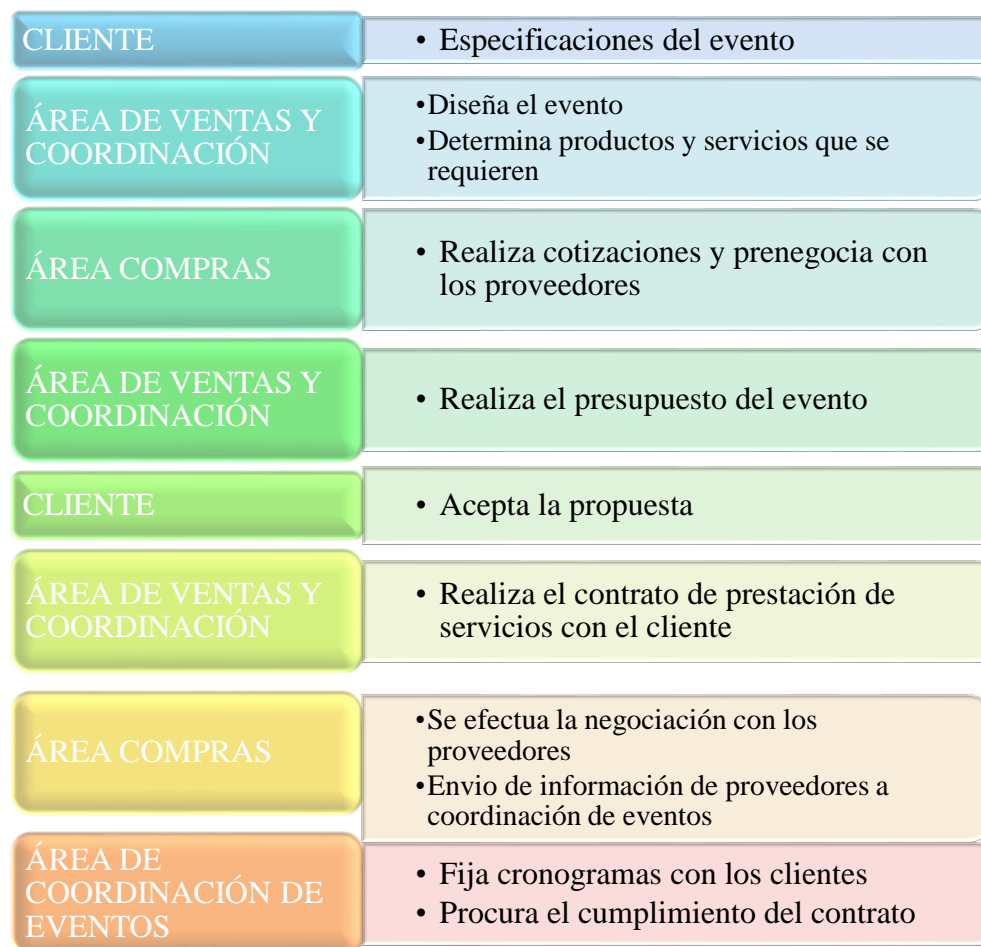 CLIENTE
• Especificaciones del evento
ÁREA DE VENTAS Y
COORDINACIÓN
•Diseña el evento
•Determina productos y servicios que se
requieren
ÁREA COMPRAS
• Realiza cotizaciones y prenegocia con
los proveedores
ÁREA DE VENTAS Y
COORDINACIÓN
• Realiza el presupuesto del evento
CLIENTE
• Acepta la propuesta
ÁREA DE VENTAS Y
COORDINACIÓN
• Realiza el contrato de prestación de
servicios con el cliente
ÁREA COMPRAS
•Se efectua la negociación con los
proveedores
•Envio de información de proveedores a
coordinación de eventos
ÁREA DE
COORDINACIÓN DE
EVENTOS
• Fija cronogramas con los clientes
• Procura el cumplimiento del contrato